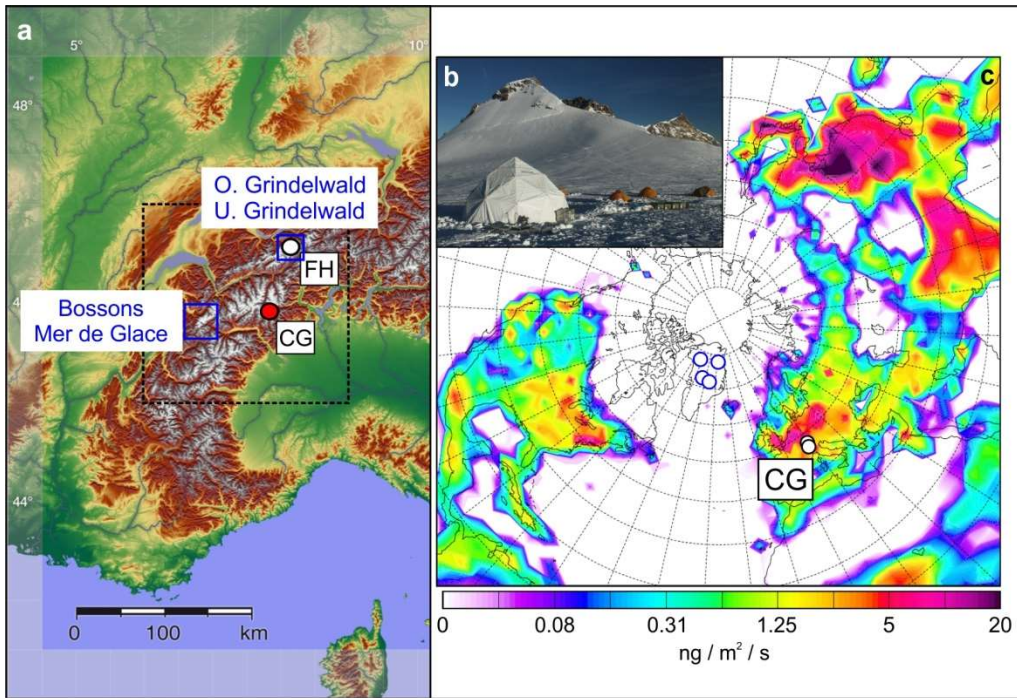 a
5°
10°
48°
O. Grindelwald
U. Grindelwald
FH
Bossons
Mer de Glace
CG
44°
0 100
km
b
c
CG
0 0.08 0.31 1.25 5 20
ng / m² / s